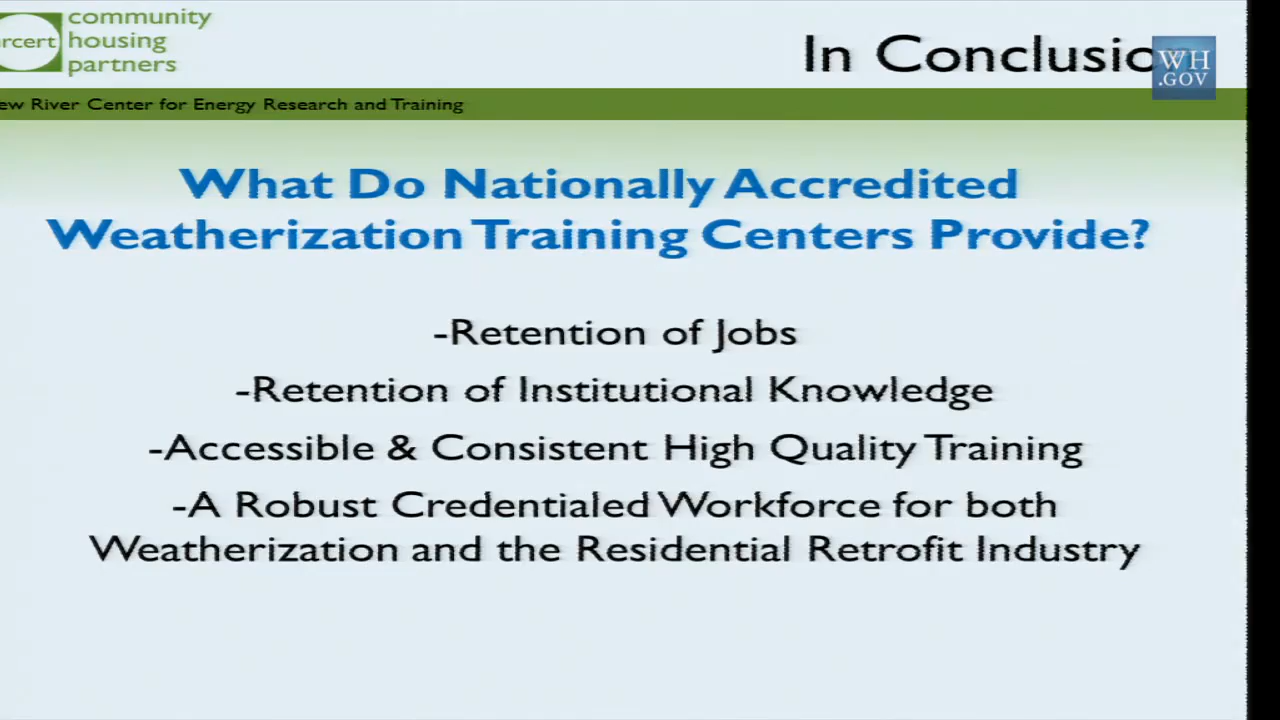 community
housing
partners
rcert
In Conclusio
WH
.GOV
ew River Center for Energy Research and Training
What Do Nationally Accredited
Weatherization Training Centers Provide?
-Retention of Jobs
-Retention of Institutional Knowledge
-Accessible & Consistent High Quality Training
-A Robust Credentialed Workforce for both
Weatherization and the Residential Retrofit Industry